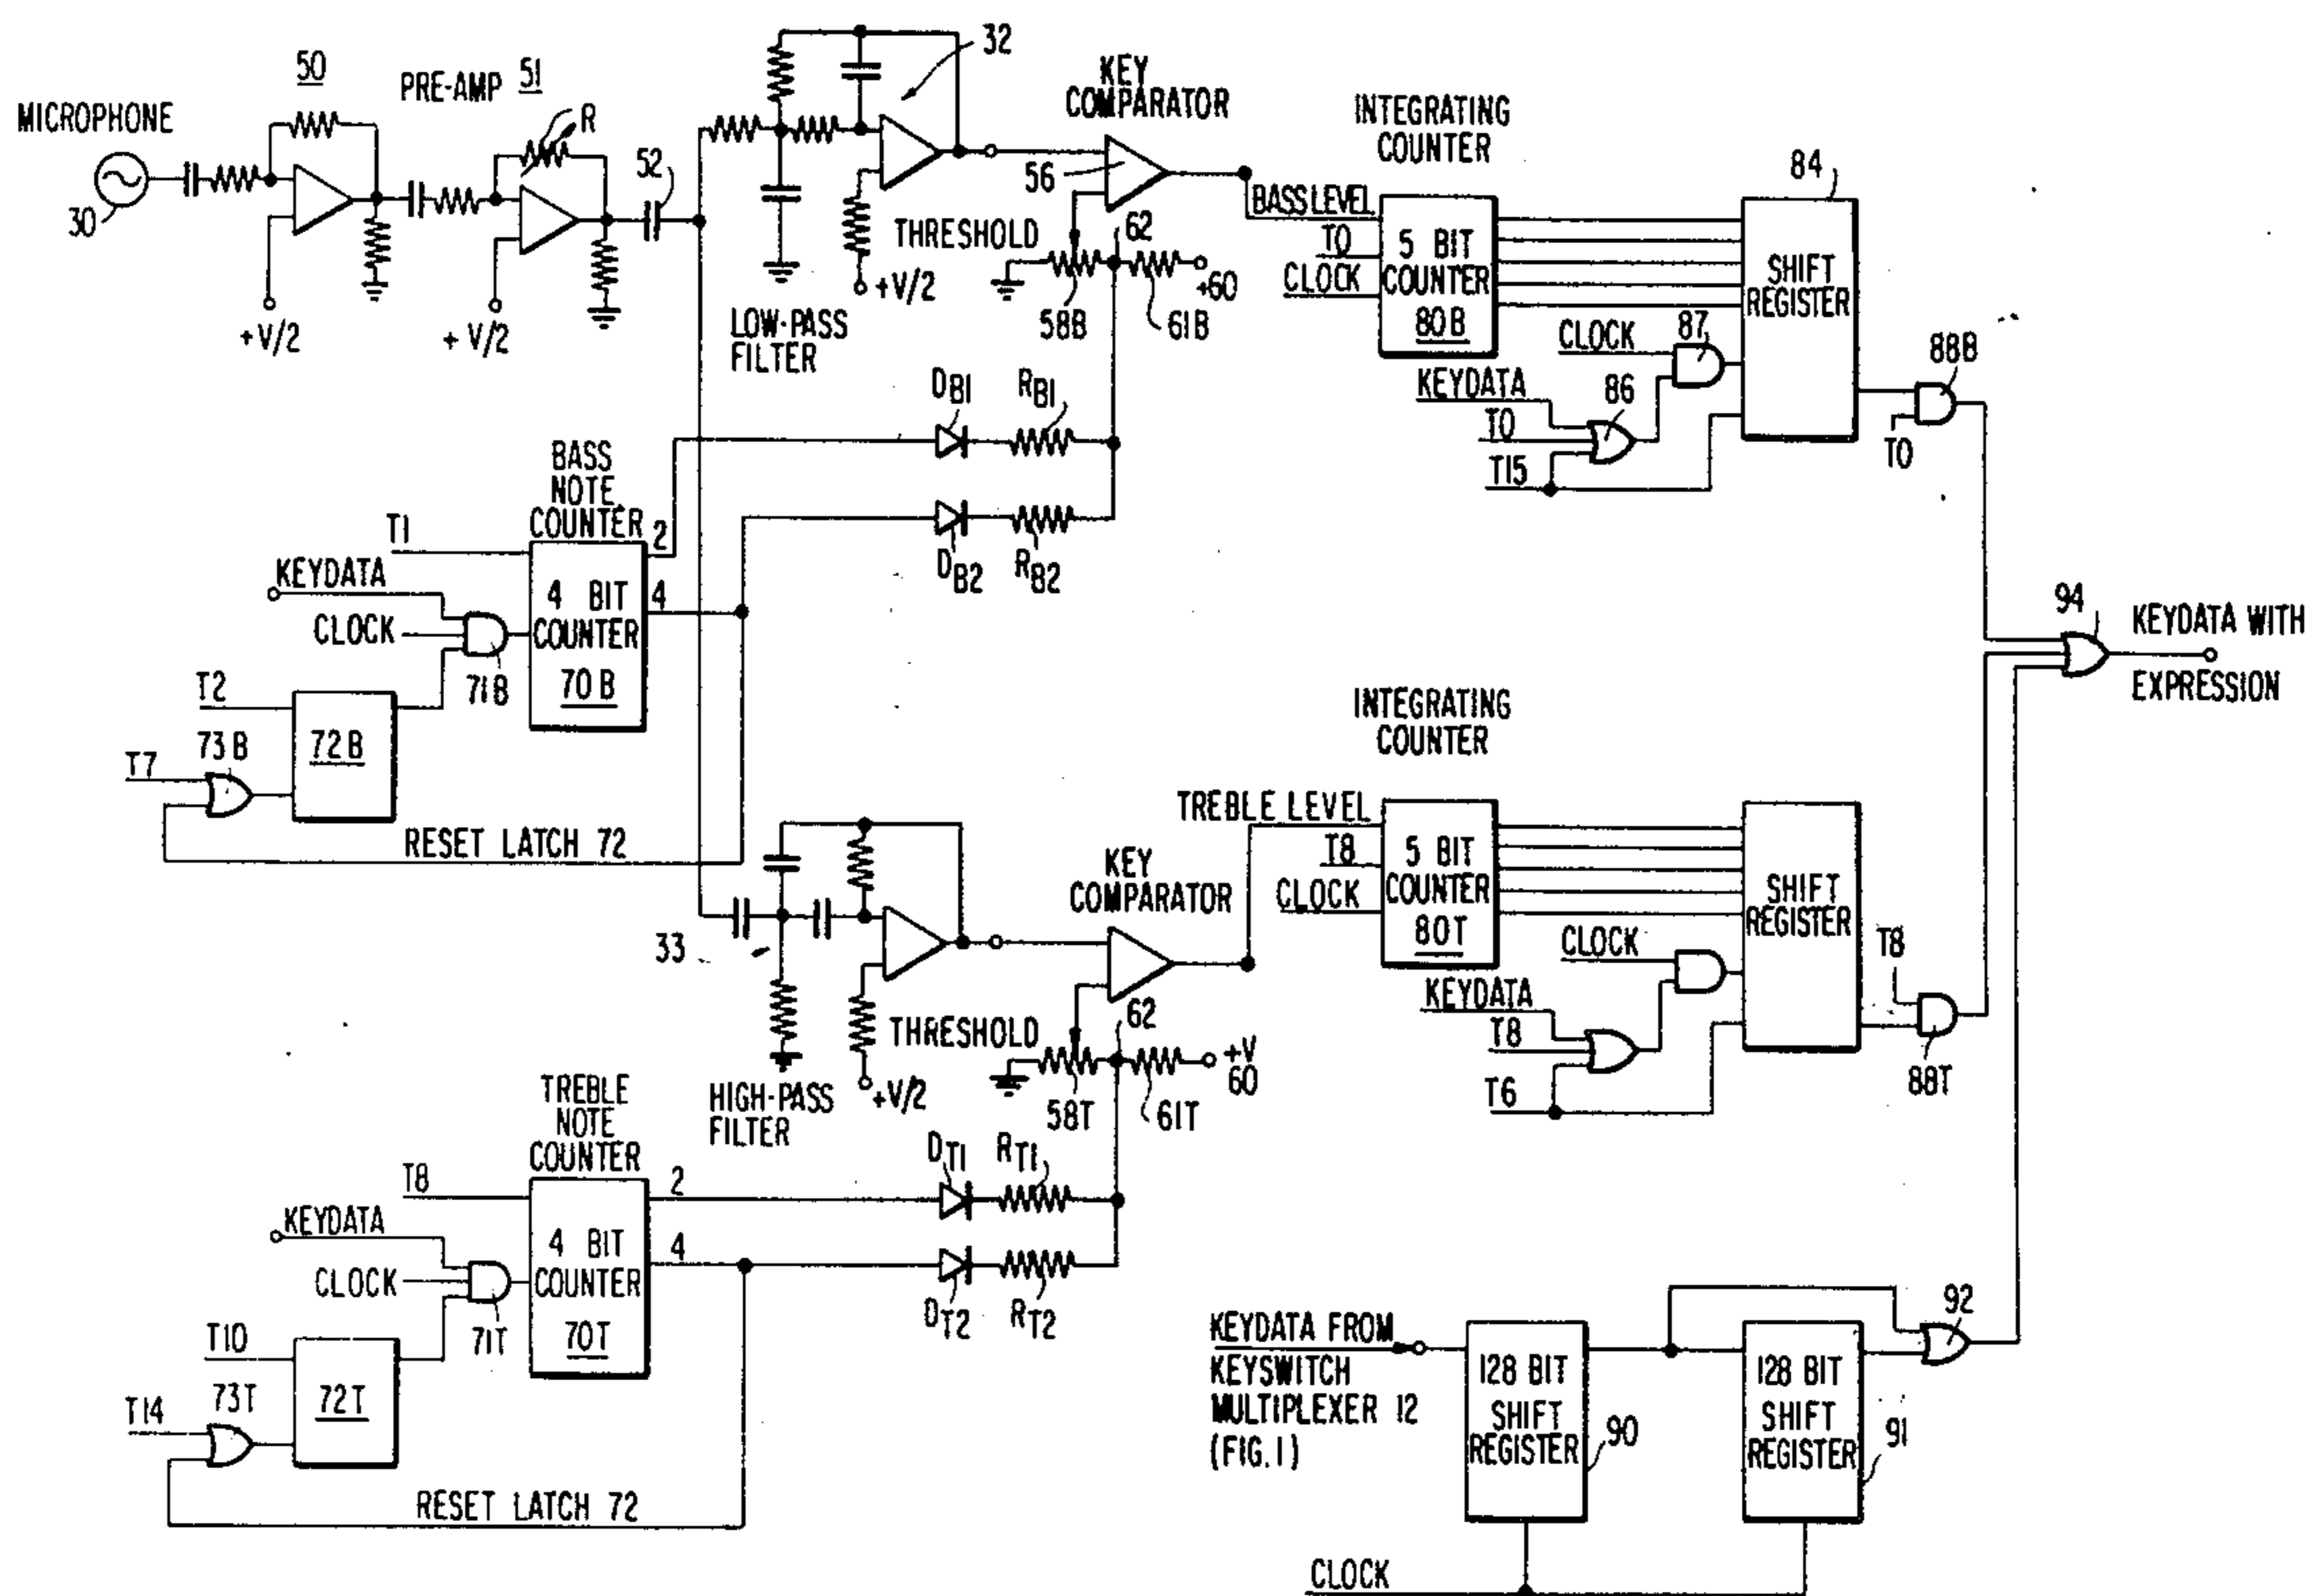 50
PRE-AMP 51
MICROPHONE
30
R
52
+V/2
+V/2
32
LOW-PASS
FILTER
+V/2
KEY
COMPARATOR
56
THRESHOLD
62
+60
58B
61B
INTEGRATING
COUNTER
BASS LEVEL
T0
CLOCK
5 BIT
COUNTER
80B
84
SHIFT
REGISTER
CLOCK
87
KEYDATA
86
T0
T15
88B
T0
DB1
RB1
DB2
RB2
BASS
NOTE
COUNTER
T1
KEYDATA
CLOCK
71B
4 BIT
COUNTER
70B
2
4
T2
73B
T7
72B
RESET LATCH 72
94
KEYDATA WITH
EXPRESSION
33
HIGH-PASS
FILTER
+V/2
KEY
COMPARATOR
THRESHOLD
62
+V
60
58T
61T
INTEGRATING
COUNTER
TREBLE LEVEL
T8
CLOCK
5 BIT
COUNTER
80T
SHIFT
REGISTER
CLOCK
KEYDATA
T8
T6
T8
88T
TREBLE
NOTE
COUNTER
T8
KEYDATA
CLOCK
71T
4 BIT
COUNTER
70T
2
4
DT1
RT1
DT2
RT2
T10
T14
73T
72T
RESET LATCH 72
KEYDATA FROM
KEYSWITCH
MULTIPLEXER 12
(FIG. 1)
128 BIT
SHIFT
REGISTER
90
128 BIT
SHIFT
REGISTER
91
92
CLOCK